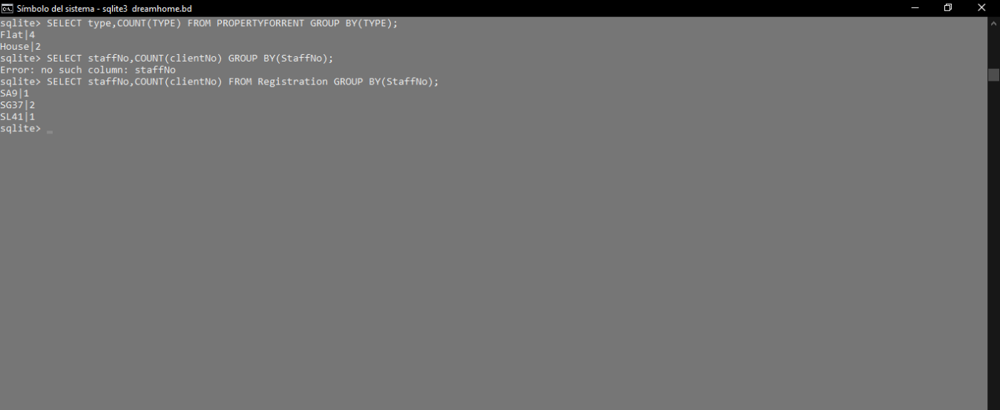 Símbolo del sistema - sqlite3 dreamhome.bd
sqlite> SELECT type,COUNT(TYPE) FROM PROPERTYFORRENT GROUP BY(TYPE);
Flat|4
House|2
sqlite> SELECT staffNo,COUNT(clientNo) GROUP BY(StaffNo);
Error: no such column: staffNo
sqlite> SELECT staffNo,COUNT(clientNo) FROM Registration GROUP BY(StaffNo);
SA9|1
SG37|2
SL41|1
sqlite>